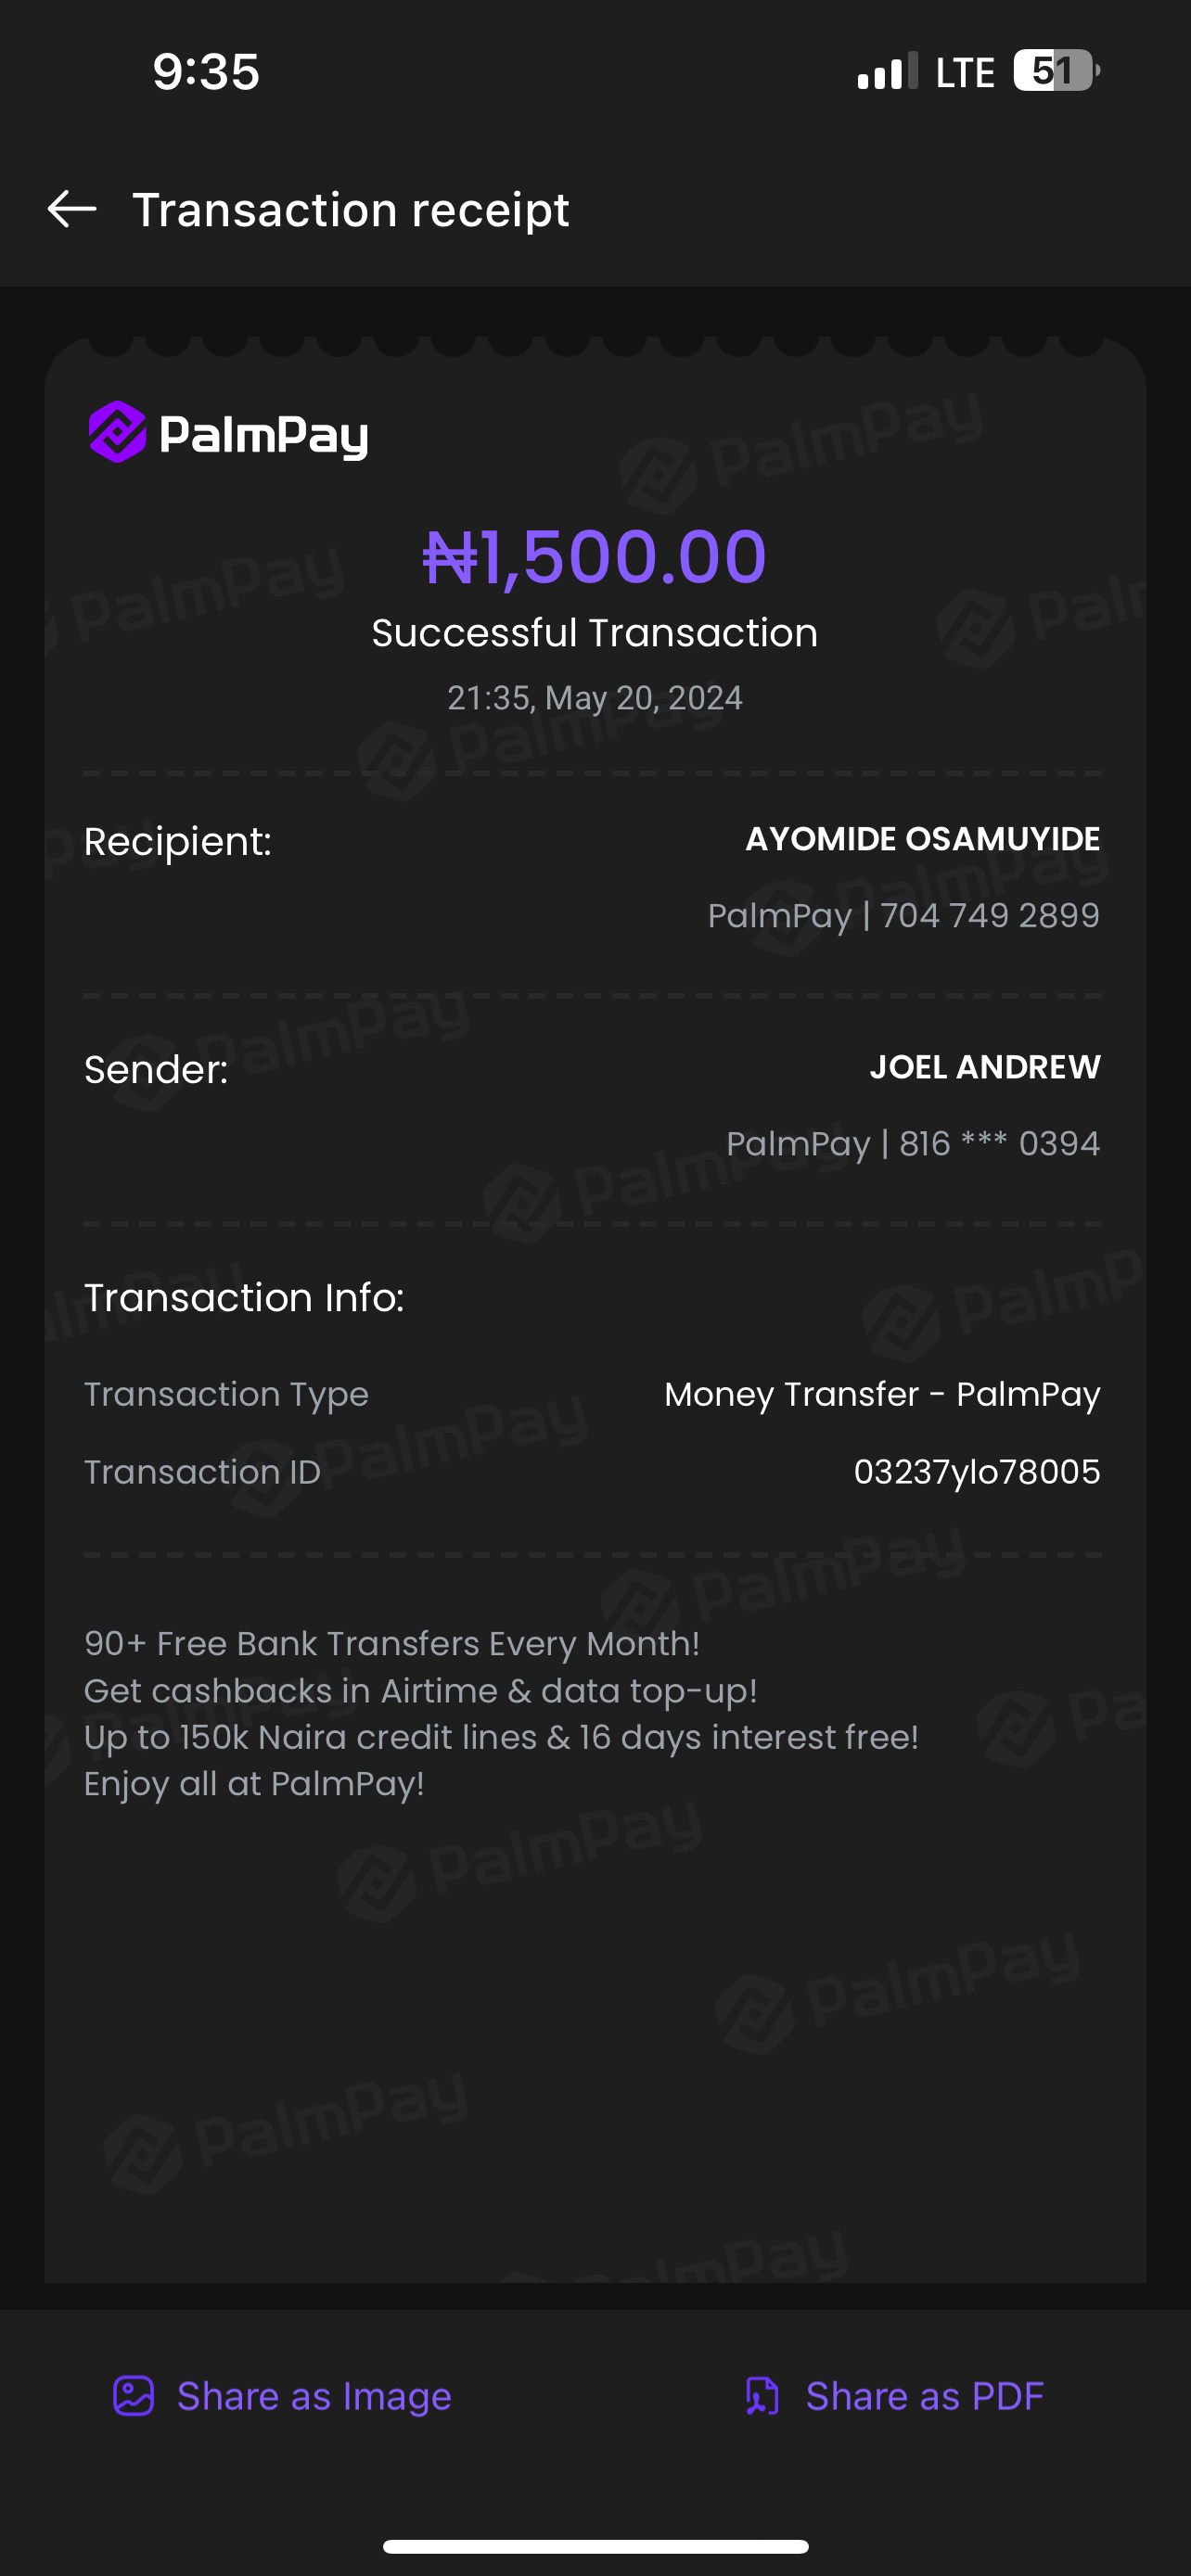 9:35 LTE 51
Transaction receipt
PalmPay
₦1,500.00
Successful Transaction
21:35, May 20, 2024
Recipient: AYOMIDE OSAMUYIDE
PalmPay | 704 749 2899
Sender: JOEL ANDREW
PalmPay | 816 *** 0394
Transaction Info:
Transaction Type Money Transfer - PalmPay
Transaction ID 03237ylo78005
90+ Free Bank Transfers Every Month!
Get cashbacks in Airtime & data top-up!
Up to 150k Naira credit lines & 16 days interest free!
Enjoy all at PalmPay!
Share as Image Share as PDF